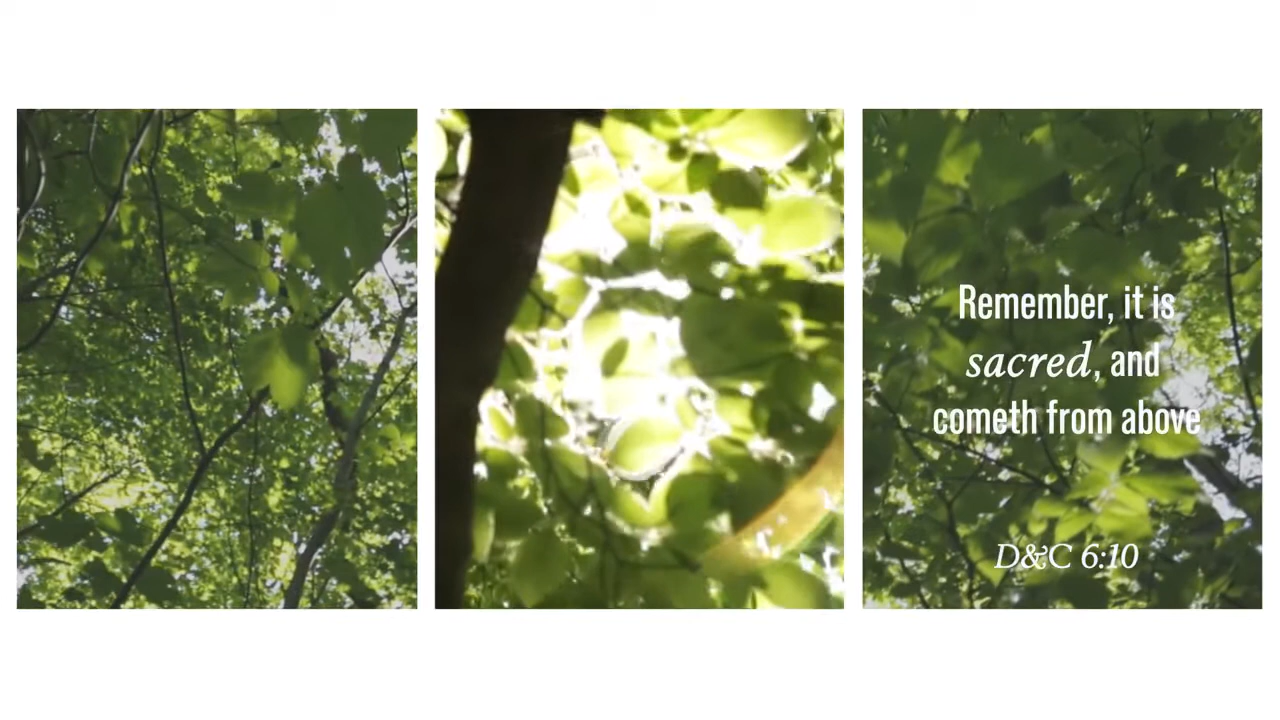 Remember, it is
sacred, and
cometh from above
D&C 6:10